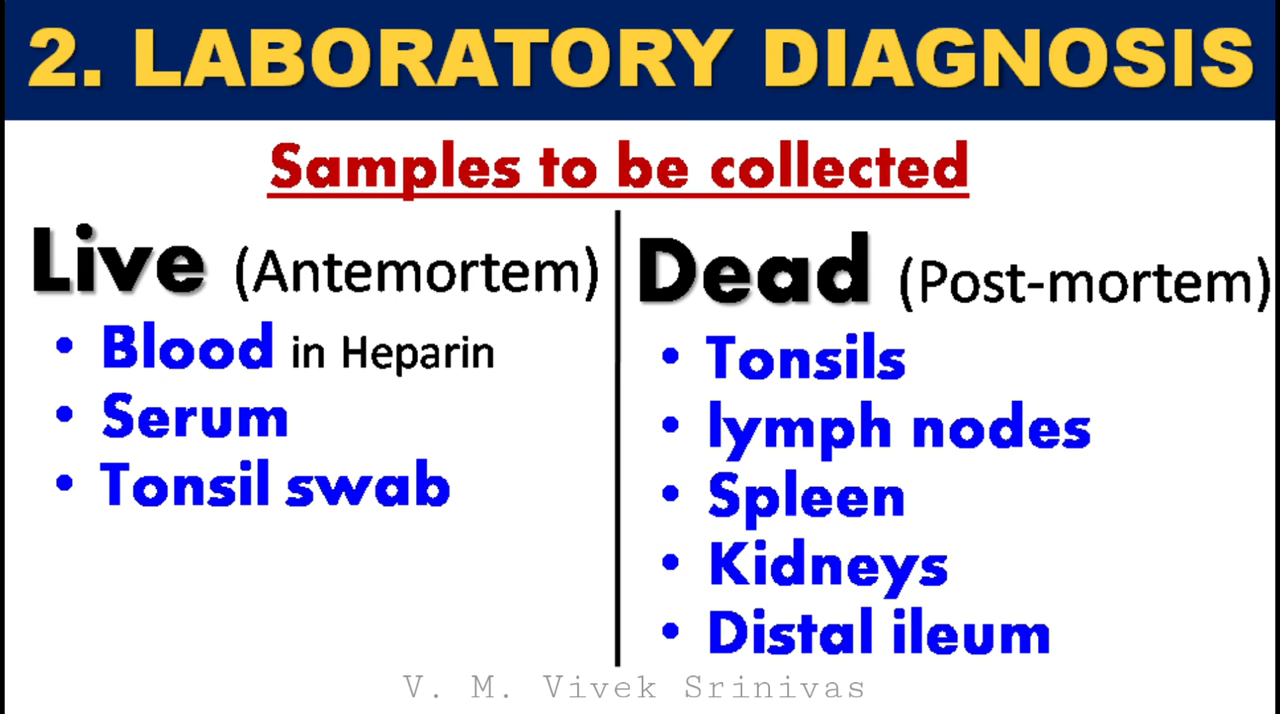 2. LABORATORY DIAGNOSIS
Samples to be collected
Live (Antemortem)
• Blood in Heparin
• Serum
• Tonsil swab
Dead (Post-mortem)
• Tonsils
• lymph nodes
• Spleen
• Kidneys
• Distal ileum
V. M. Vivek Srinivas